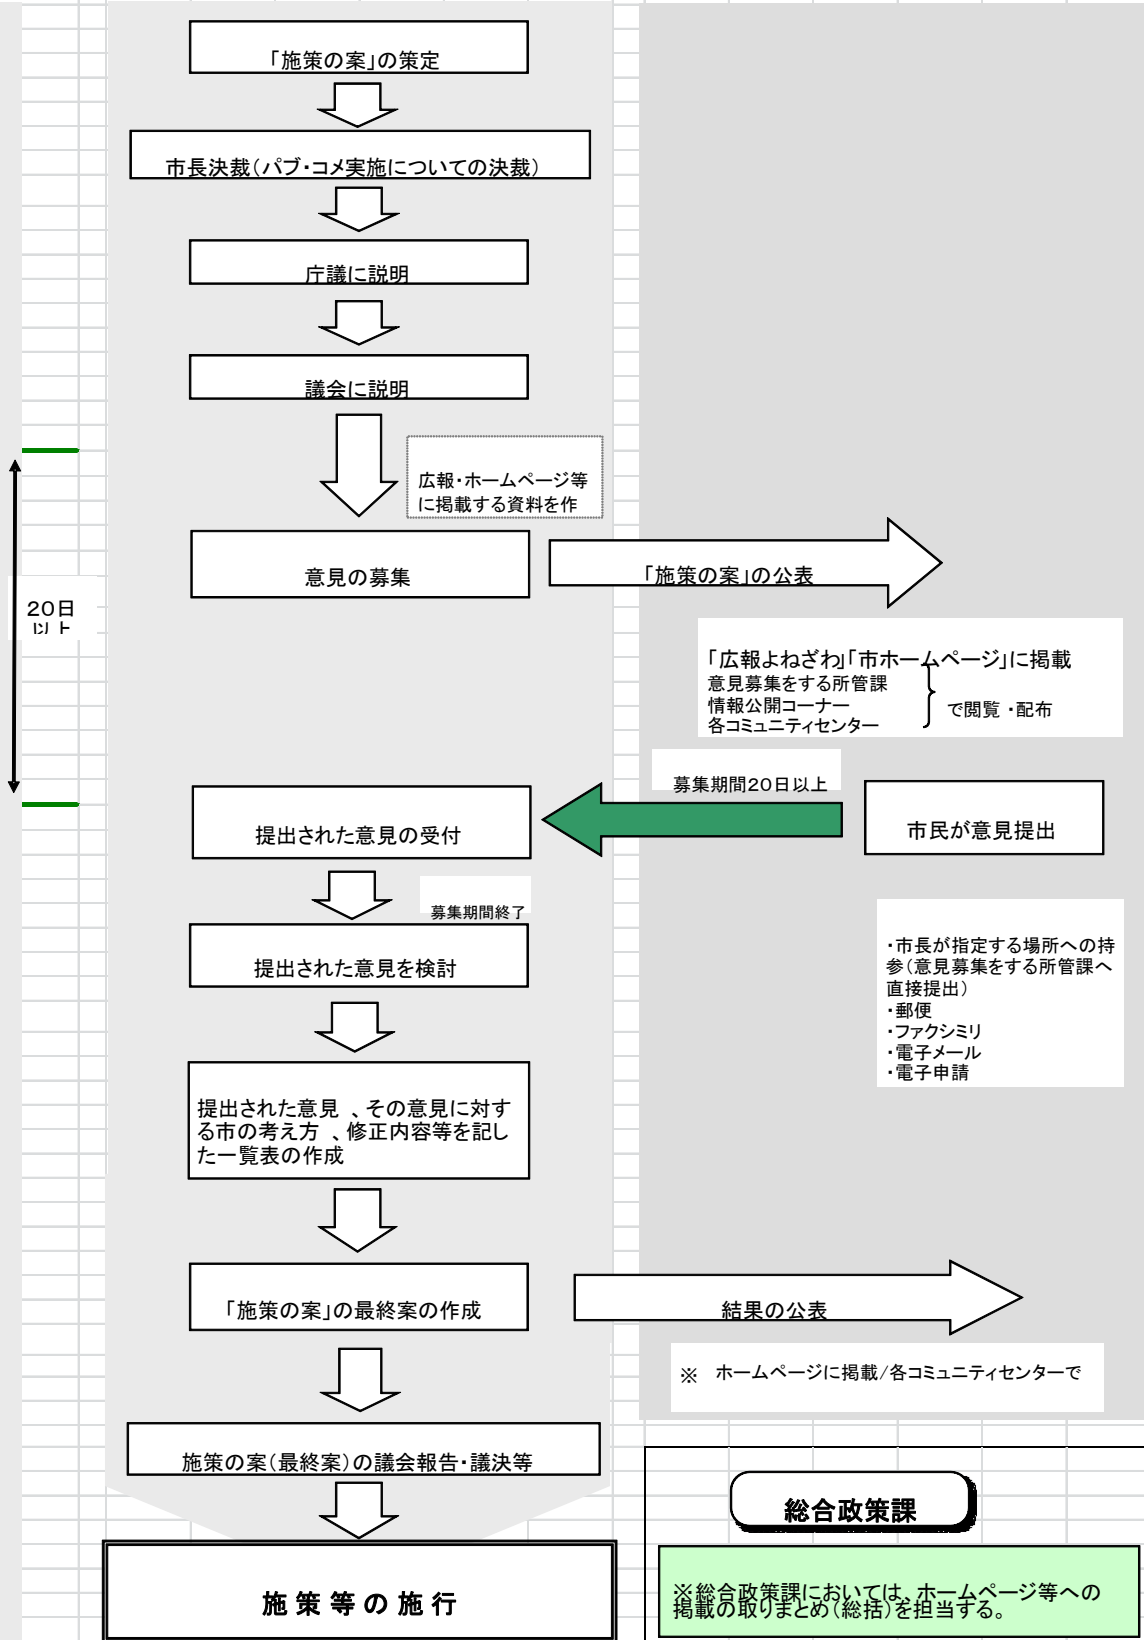 「施策の案」の策定
市長決裁(パブ・コメ実施についての決裁)
庁議に説明
議会に説明
広報・ホームページ等
に掲載する資料を作
意見の募集
「施策の案」の公表
20日
以上
「広報よねざわ」「市ホームページ」に掲載
意見募集をする所管課
情報公開コーナー
各コミュニティセンター
で閲覧・配布
募集期間20日以上
提出された意見の受付
市民が意見提出
募集期間終了
提出された意見を検討
・市長が指定する場所への持
参(意見募集をする所管課へ
直接提出)
・郵便
・ファクシミリ
・電子メール
・電子申請
提出された意見 、その意見に対す
る市の考え方 、修正内容等を記し
た一覧表の作成
「施策の案」の最終案の作成
結果の公表
※ ホームページに掲載/各コミュニティセンターで
施策の案(最終案)の議会報告・議決等
総合政策課
施 策 等 の 施 行
※総合政策課においては、ホームページ等への
掲載の取りまとめ(総括)を担当する。